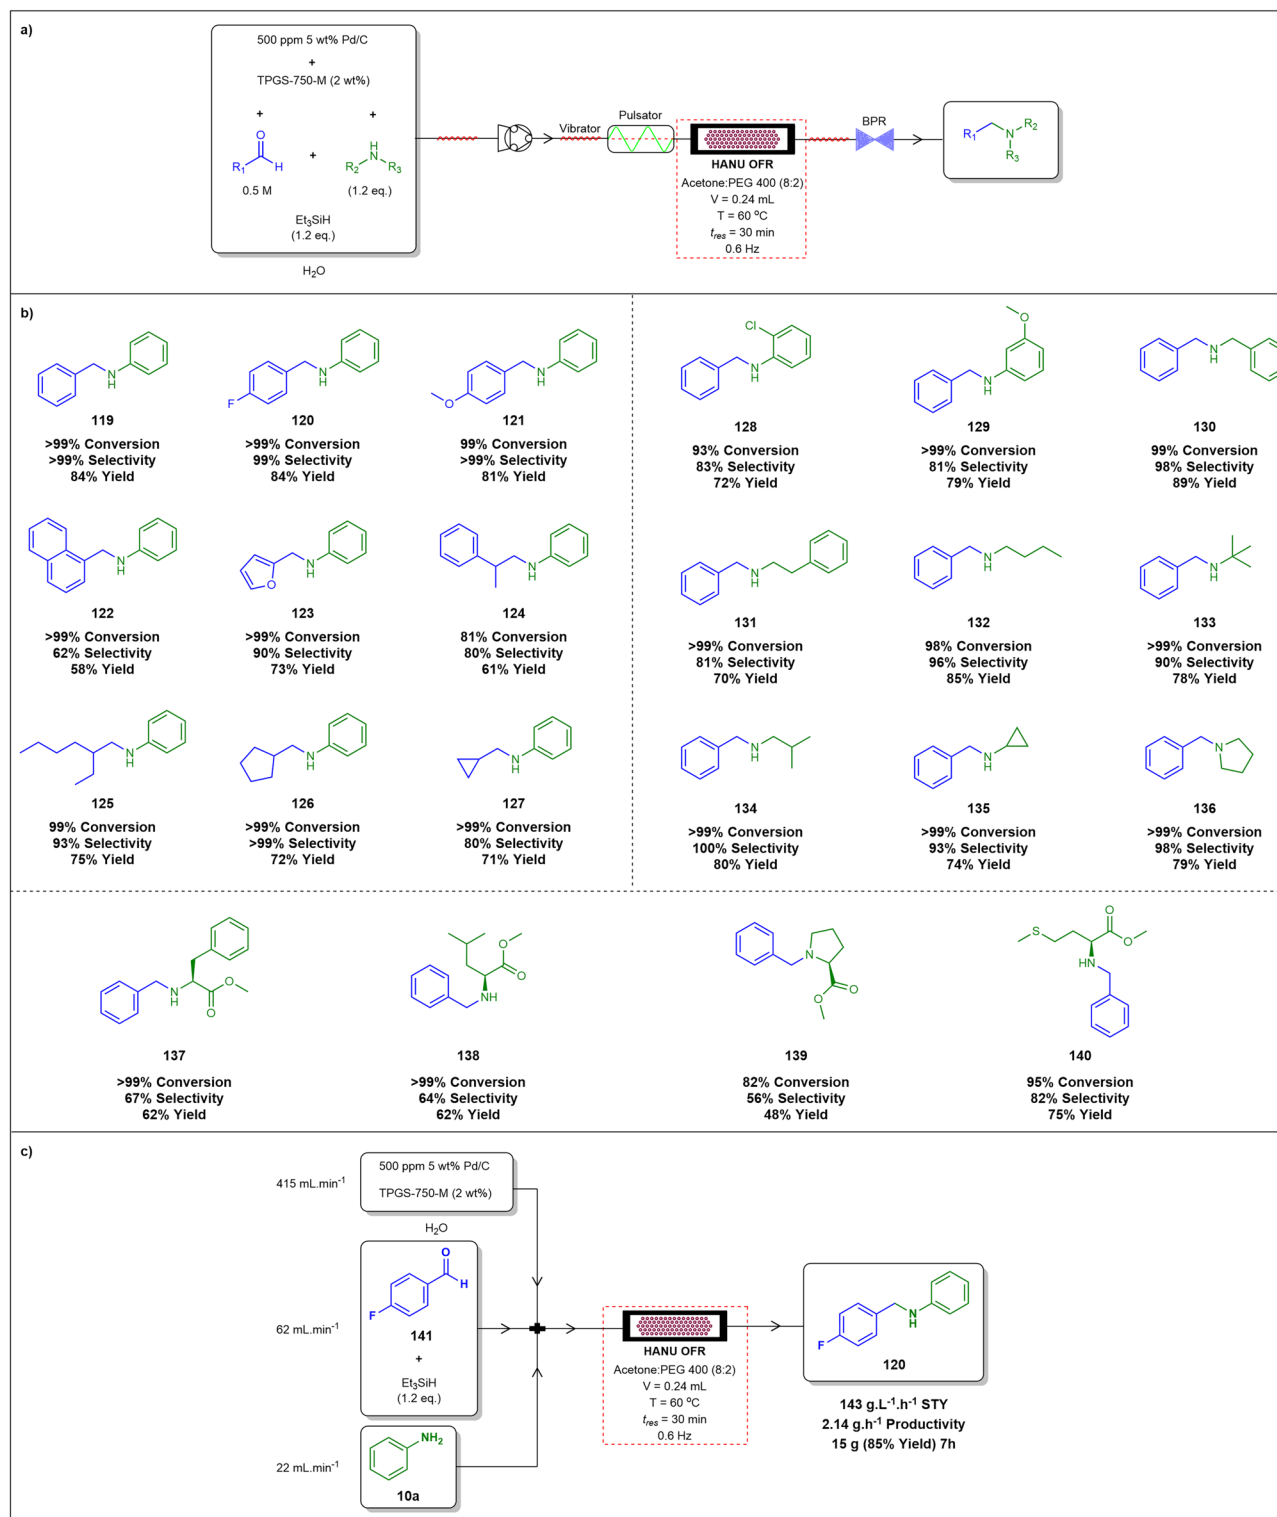 a)
500 ppm 5 wt% Pd/C
+
TPGS-750-M (2 wt%)
+ +
O
R1 H
+
H
N
R2 R3
0.5 M
(1.2 eq.)
Et3SiH
(1.2 eq.)
H2O
Vibrator
Pulsator
HANU OFR
Acetone:PEG 400 (8:2)
V = 0.24 mL
T = 60 ºC
tres = 30 min
0.6 Hz
BPR
R1 N R2
R3
b)
N
H
119
>99% Conversion
>99% Selectivity
84% Yield
F
N
H
120
>99% Conversion
99% Selectivity
84% Yield
O
N
H
121
99% Conversion
>99% Selectivity
81% Yield
Cl
N
H
128
93% Conversion
83% Selectivity
72% Yield
O
N
H
129
>99% Conversion
81% Selectivity
79% Yield
N
H
130
99% Conversion
98% Selectivity
89% Yield
N
H
122
>99% Conversion
62% Selectivity
58% Yield
O
N
H
123
>99% Conversion
90% Selectivity
73% Yield
N
H
124
81% Conversion
80% Selectivity
61% Yield
N
H
131
>99% Conversion
81% Selectivity
70% Yield
N
H
132
98% Conversion
96% Selectivity
85% Yield
N
H
133
>99% Conversion
90% Selectivity
78% Yield
N
H
125
99% Conversion
93% Selectivity
75% Yield
N
H
126
>99% Conversion
>99% Selectivity
72% Yield
N
H
127
>99% Conversion
80% Selectivity
71% Yield
N
H
134
>99% Conversion
100% Selectivity
80% Yield
N
H
135
>99% Conversion
93% Selectivity
74% Yield
N
136
>99% Conversion
98% Selectivity
79% Yield
N
H
O
O
137
>99% Conversion
67% Selectivity
62% Yield
O
O
NH
138
>99% Conversion
64% Selectivity
62% Yield
N
O
O
139
82% Conversion
56% Selectivity
48% Yield
S
O
O
HN
140
95% Conversion
82% Selectivity
75% Yield
c)
415 mL.min-1
500 ppm 5 wt% Pd/C
TPGS-750-M (2 wt%)
H2O
62 mL.min-1
O
H
F
141
+
Et3SiH
(1.2 eq.)
22 mL.min-1
NH2
10a
HANU OFR
Acetone:PEG 400 (8:2)
V = 0.24 mL
T = 60 ºC
tres = 30 min
0.6 Hz
N
H
F
120
143 g.L-1.h-1 STY
2.14 g.h-1 Productivity
15 g (85% Yield) 7h